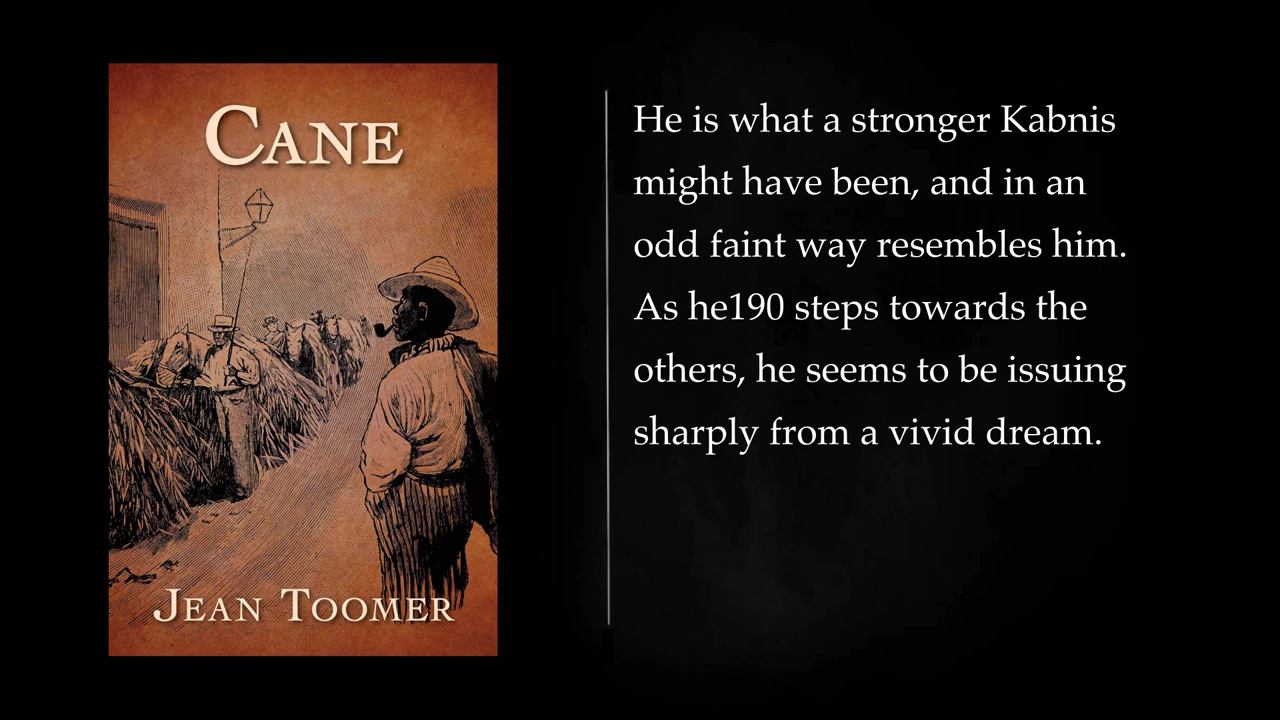 CANE
JEAN TOOMER
He is what a stronger Kabnis
might have been, and in an
odd faint way resembles him.
As he190 steps towards the
others, he seems to be issuing
sharply from a vivid dream.